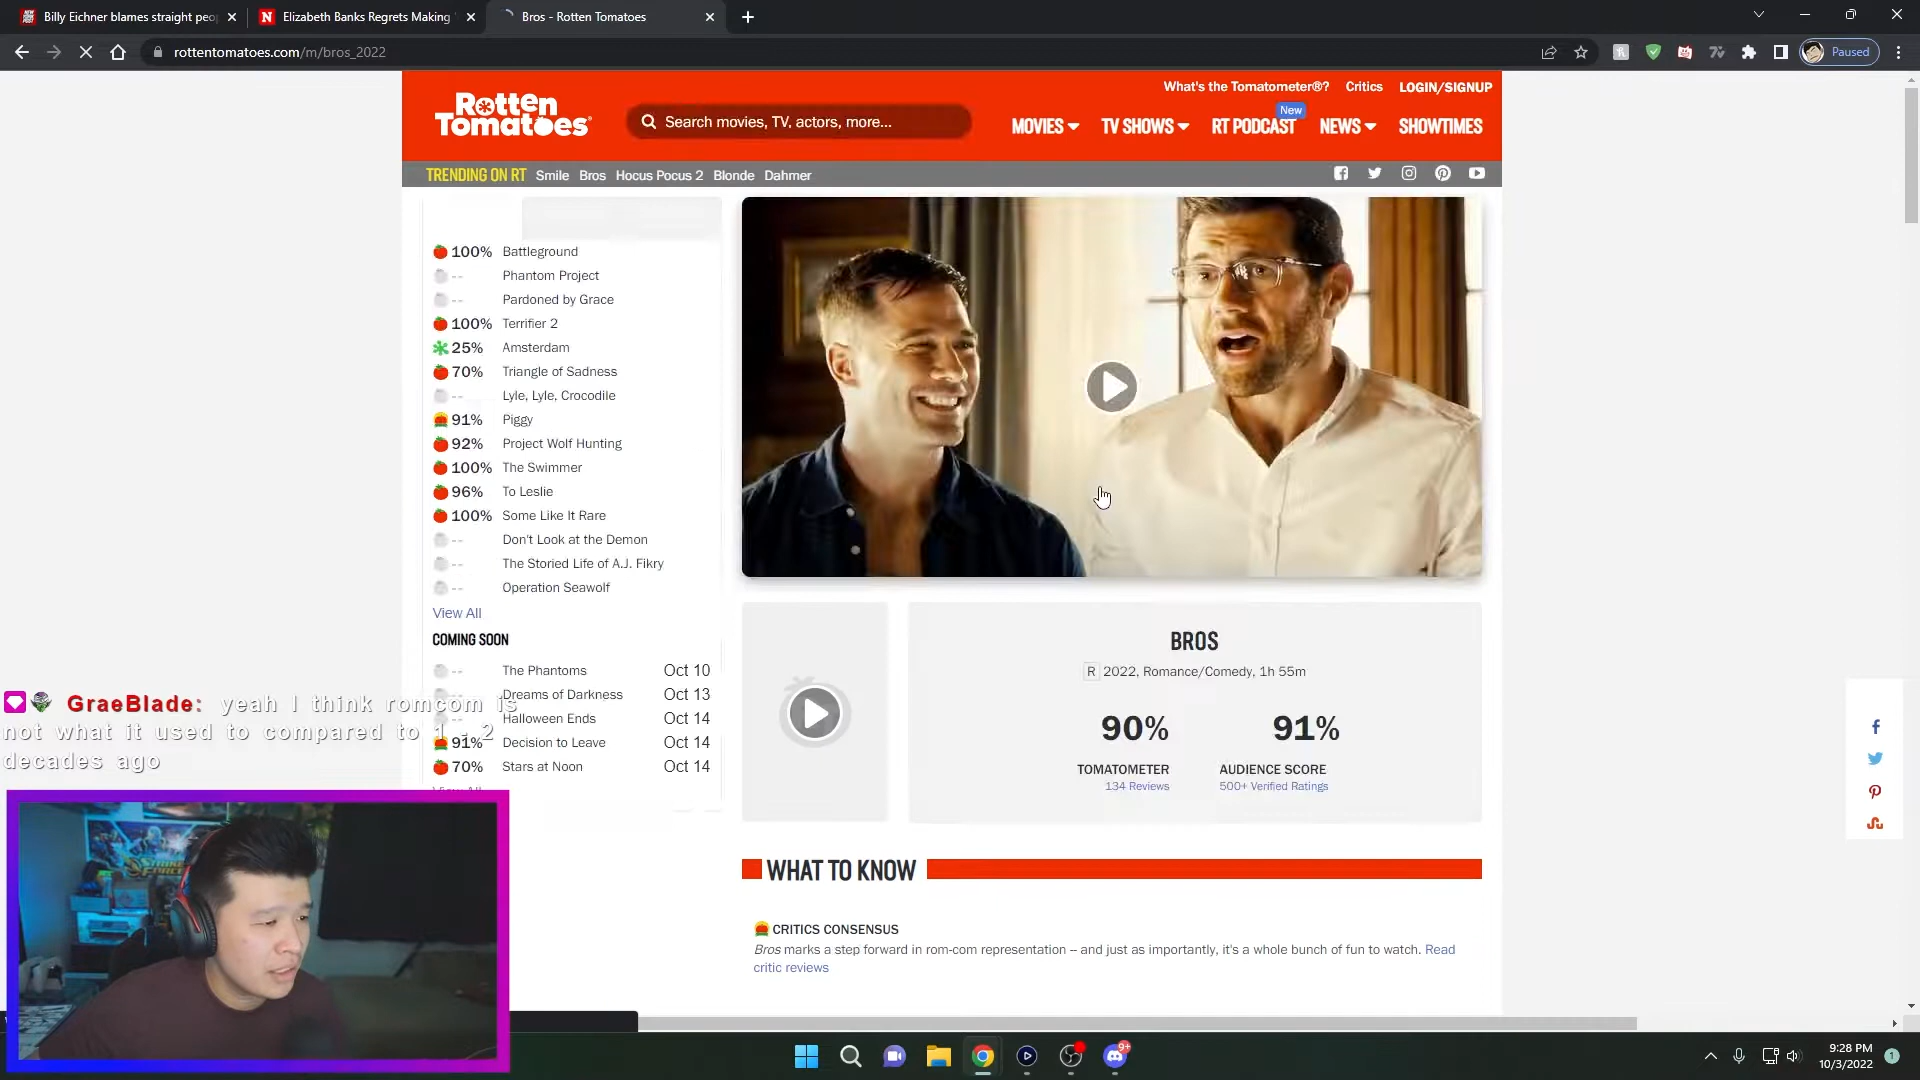 Billy Eichner blames straight peo
N Elizabeth Banks Regrets Making
Bros - Rotten Tomatoes
rottentomatoes.com/m/bros_2022
Paused
What's the Tomatometer®?
Critics
LOGIN/SIGNUP
Rotten
Tomatoes
Search movies, TV, actors, more...
New
MOVIES
TV SHOWS
RT PODCAST
NEWS
SHOWTIMES
TRENDING ON RT
Smile
Bros
Hocus Pocus 2
Blonde
Dahmer
100% Battleground
-- Phantom Project
-- Pardoned by Grace
100% Terrifier 2
25% Amsterdam
70% Triangle of Sadness
-- Lyle, Lyle, Crocodile
91% Piggy
92% Project Wolf Hunting
100% The Swimmer
96% To Leslie
100% Some Like It Rare
-- Don't Look at the Demon
-- The Storied Life of A.J. Fikry
-- Operation Seawolf
View All
COMING SOON
-- The Phantoms Oct 10
Dreams of Darkness Oct 13
-- Halloween Ends Oct 14
91% Decision to Leave Oct 14
70% Stars at Noon Oct 14
View All
GraeBlade: yeah I think romcom is
not what it used to compared to 1 - 2
decades ago
BROS
R 2022, Romance/Comedy, 1h 55m
90%
91%
TOMATOMETER
AUDIENCE SCORE
134 Reviews
500+ Verified Ratings
WHAT TO KNOW
CRITICS CONSENSUS
Bros marks a step forward in rom-com representation – and just as importantly, it's a whole bunch of fun to watch. Read
critic reviews
9+
9:28 PM
10/3/2022
1